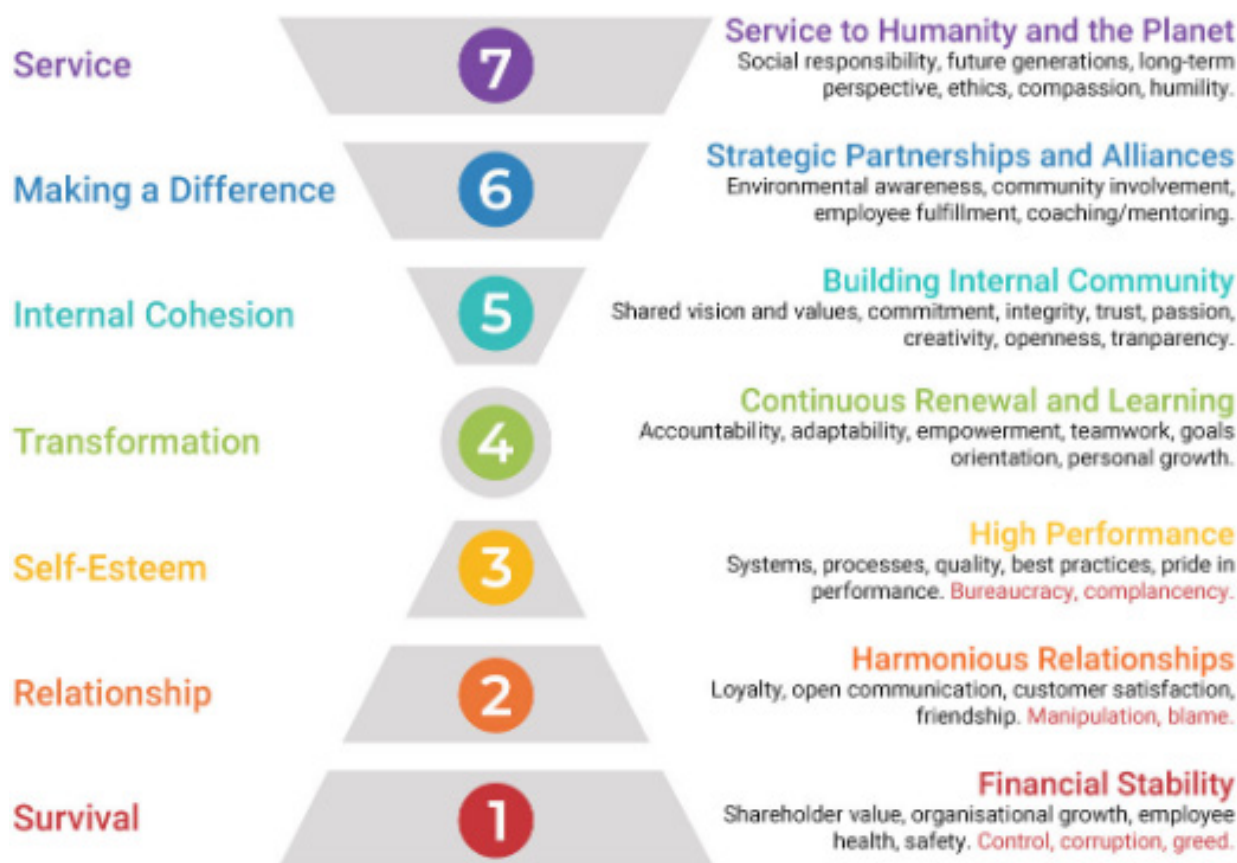 Service
7
Service to Humanity and the Planet
Social responsibility, future generations, long-term
perspective, ethics, compassion, humility.
Making a Difference
6
Strategic Partnerships and Alliances
Environmental awareness, community involvement,
employee fulfillment, coaching/mentoring.
Internal Cohesion
5
Building Internal Community
Shared vision and values, commitment, integrity, trust, passion,
creativity, openness, tranparency.
Transformation
4
Continuous Renewal and Learning
Accountability, adaptability, empowerment, teamwork, goals
orientation, personal growth.
Self-Esteem
3
High Performance
Systems, processes, quality, best practices, pride in
performance. Bureaucracy, complancency.
Relationship
2
Harmonious Relationships
Loyalty, open communication, customer satisfaction,
friendship. Manipulation, blame.
Survival
1
Financial Stability
Shareholder value, organisational growth, employee
health, safety. Control, corruption, greed.